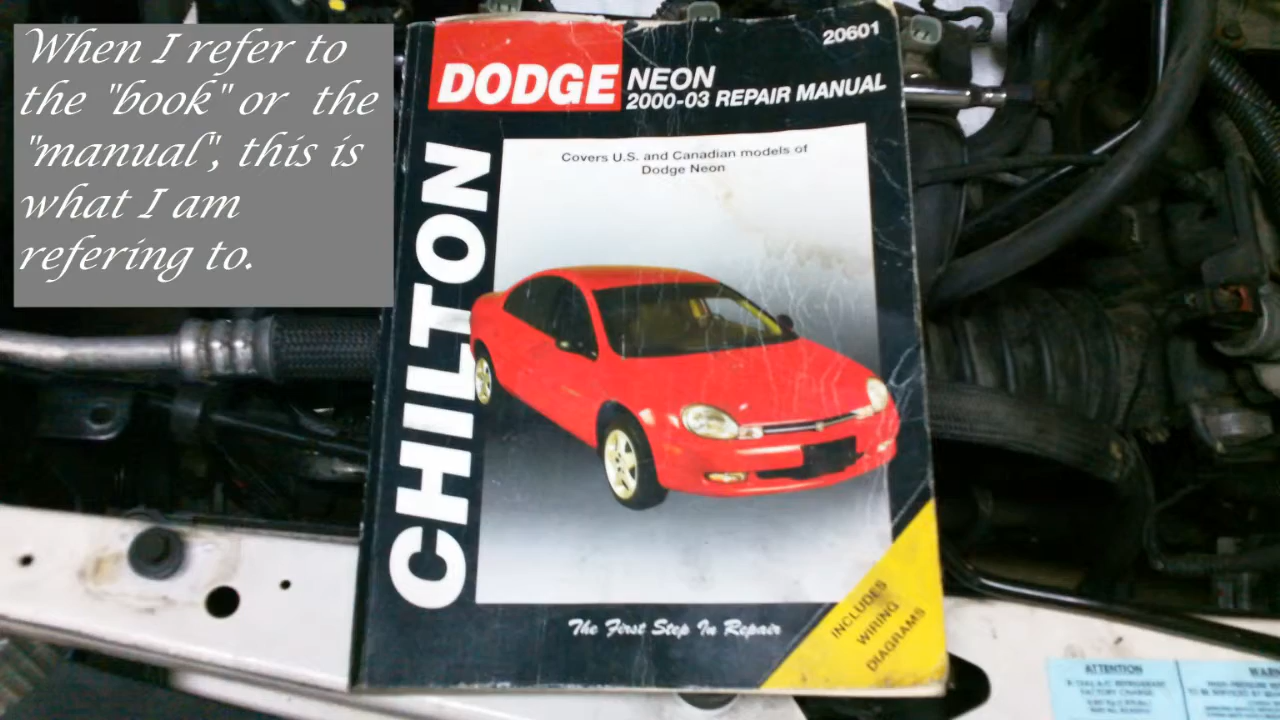 When I refer to
the "book" or the
"manual", this is
what I am
refering to.
20601
DODGE
NEON
2000-03 REPAIR MANUAL
Covers U.S. and Canadian models of
Dodge Neon
CHILTON
The First Step In Repair
INCLUDES
WIRING
DIAGRAMS
ATTENTION
FACTORY CHARGE